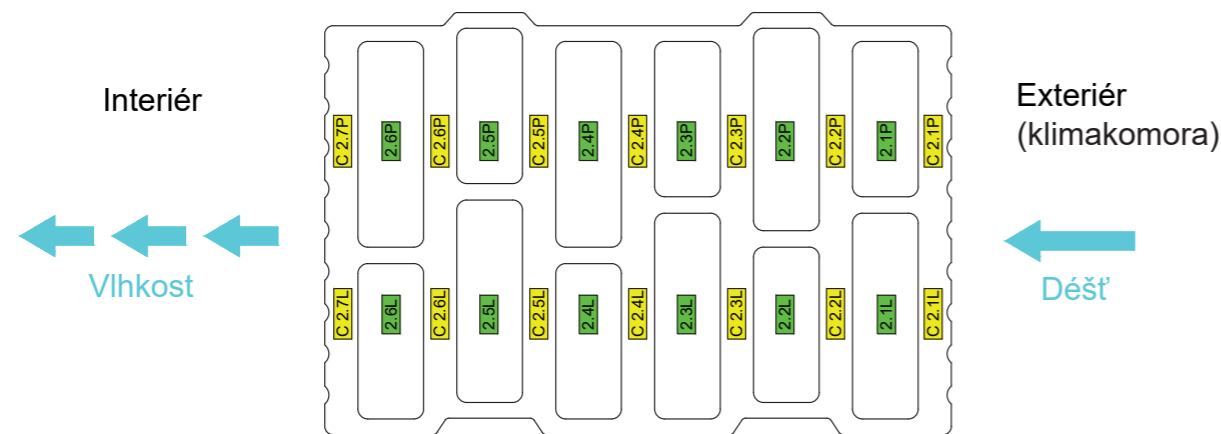 Interiér
Exteriér
(klimakomora)
C 2.7P
2.6P
C 2.6P
2.5P
C 2.5P
2.4P
C 2.4P
2.3P
C 2.3P
2.2P
C 2.2P
2.1P
C 2.1P
Vlhkost
Déšť
C 2.7L
2.6L
C 2.6L
2.5L
C 2.5L
2.4L
C 2.4L
2.3L
C 2.3L
2.2L
C 2.2L
2.1L
C 2.1L